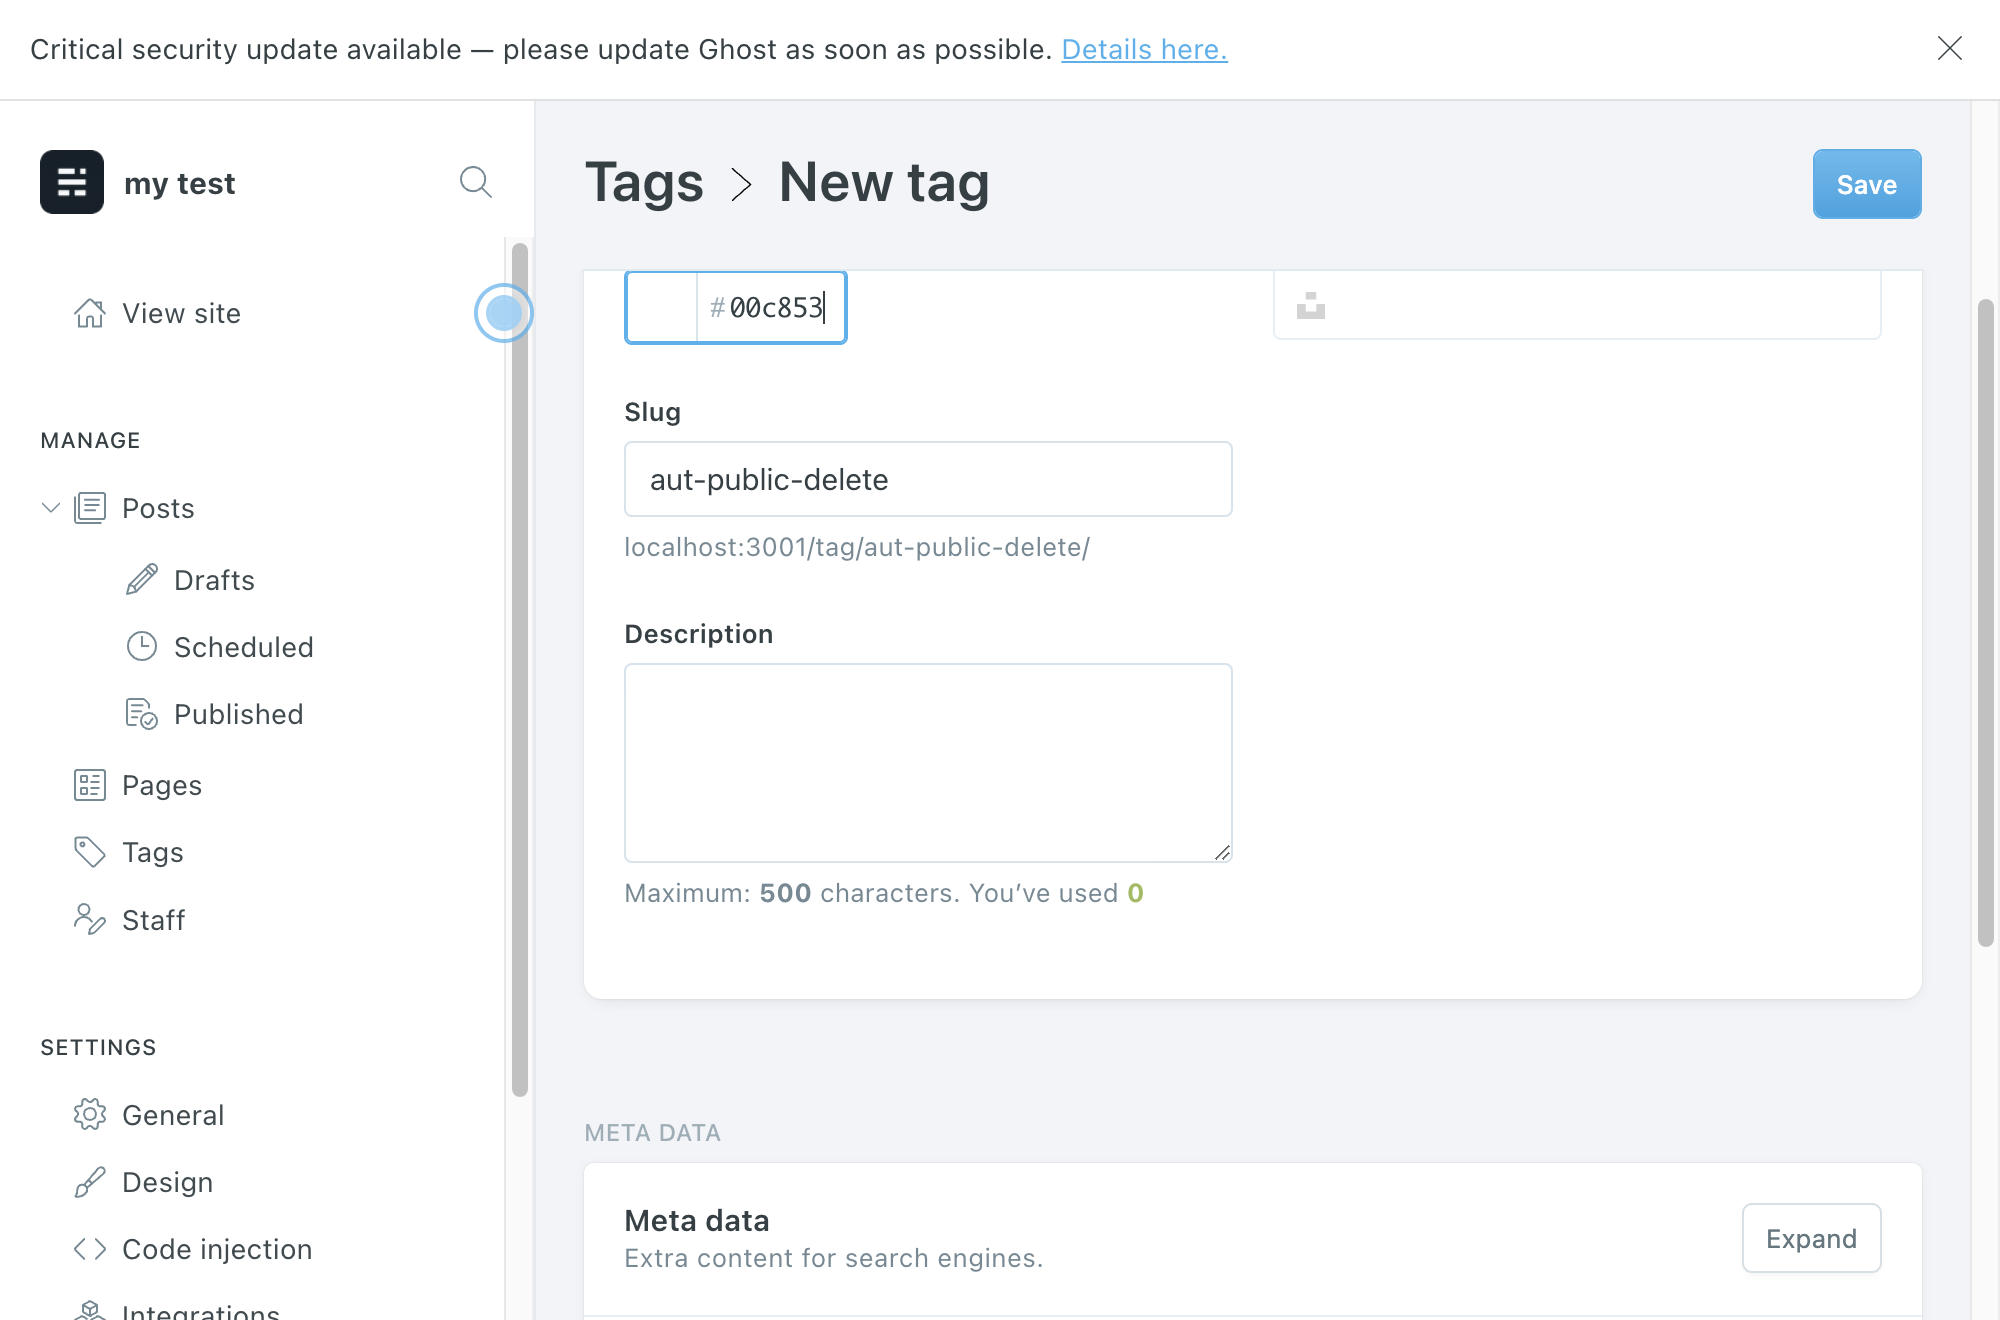 Critical security update available — please update Ghost as soon as possible. Details here.
my test
Tags > New tag
Save
View site
#00c853
MANAGE
Slug
Posts
aut-public-delete
localhost:3001/tag/aut-public-delete/
Drafts
Description
Scheduled
Published
Pages
Tags
Maximum: 500 characters. You’ve used 0
Staff
SETTINGS
General
META DATA
Design
Meta data
Expand
Code injection
Extra content for search engines.
Integrations